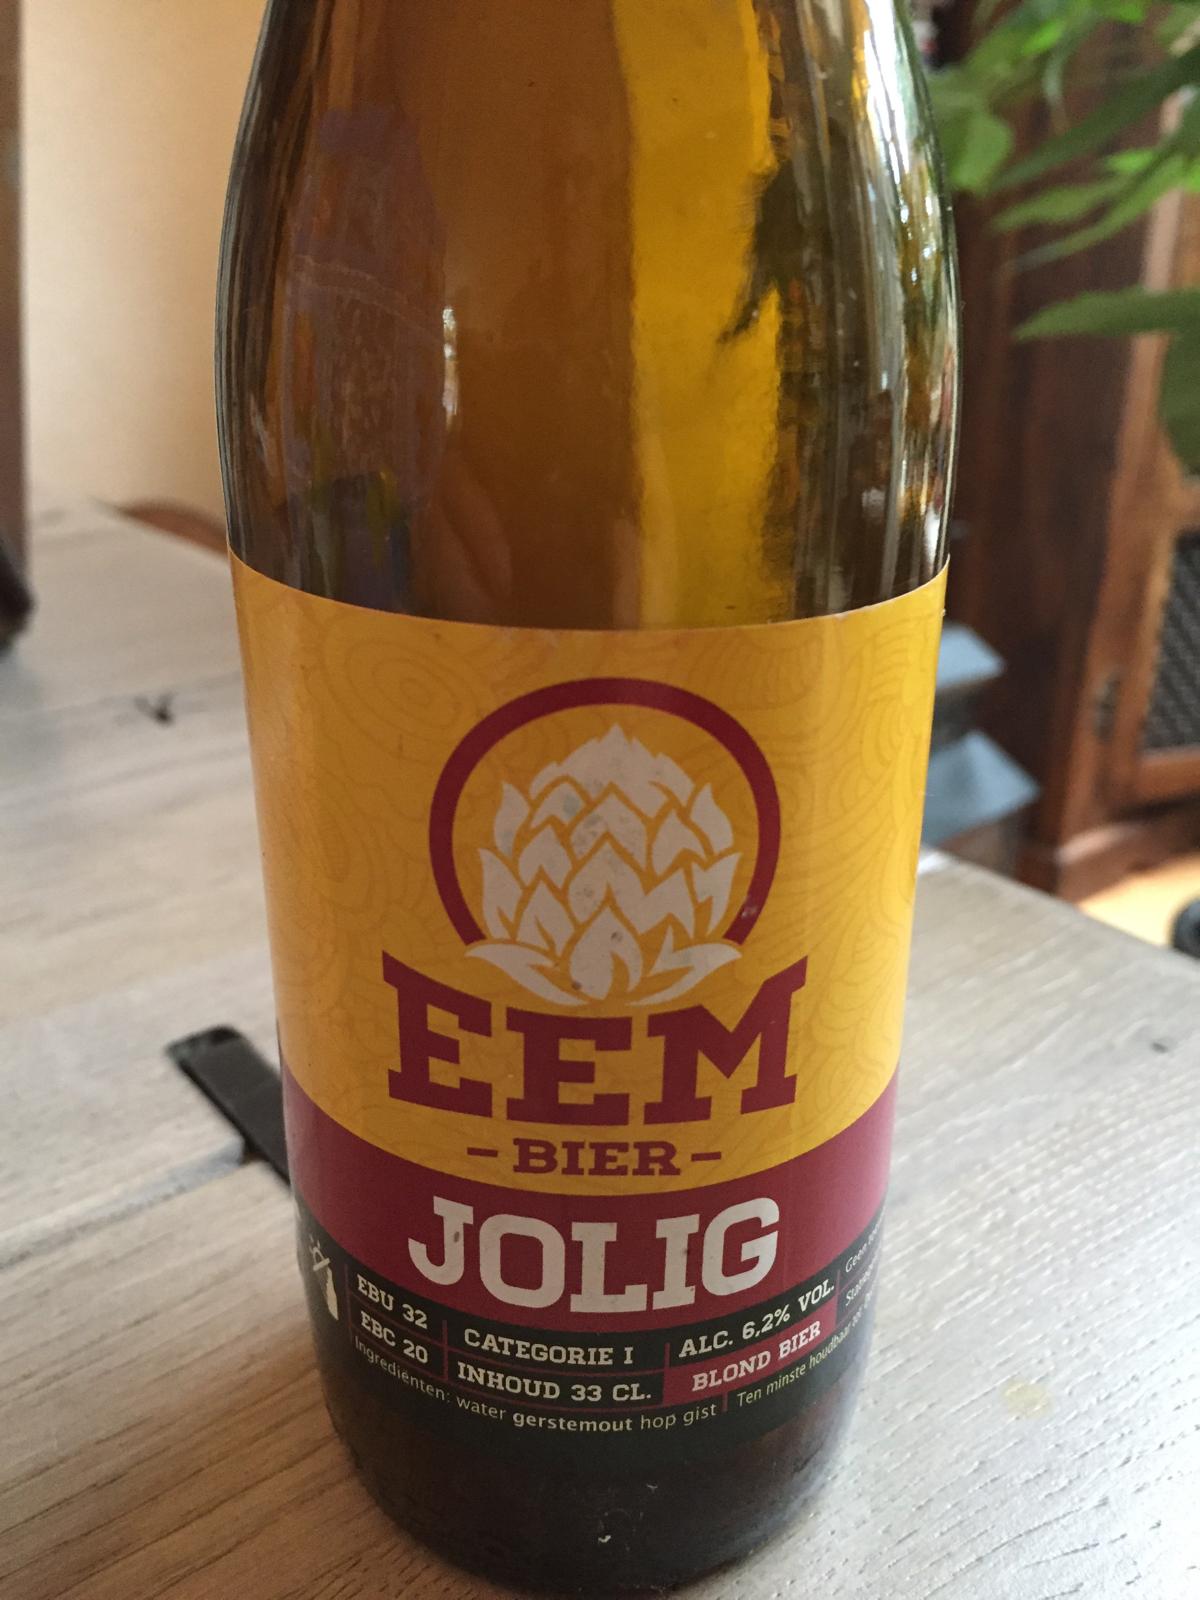 EEM
- BIER -
JOLIG
EBU 32
EBC 20
CATEGORIE I
INHOUD 33 CL.
ALC. 6,2% VOL.
BLOND BIER
Ingrediënten: water gerstemout hop gist
Ten minste houdbaar tot
Geen